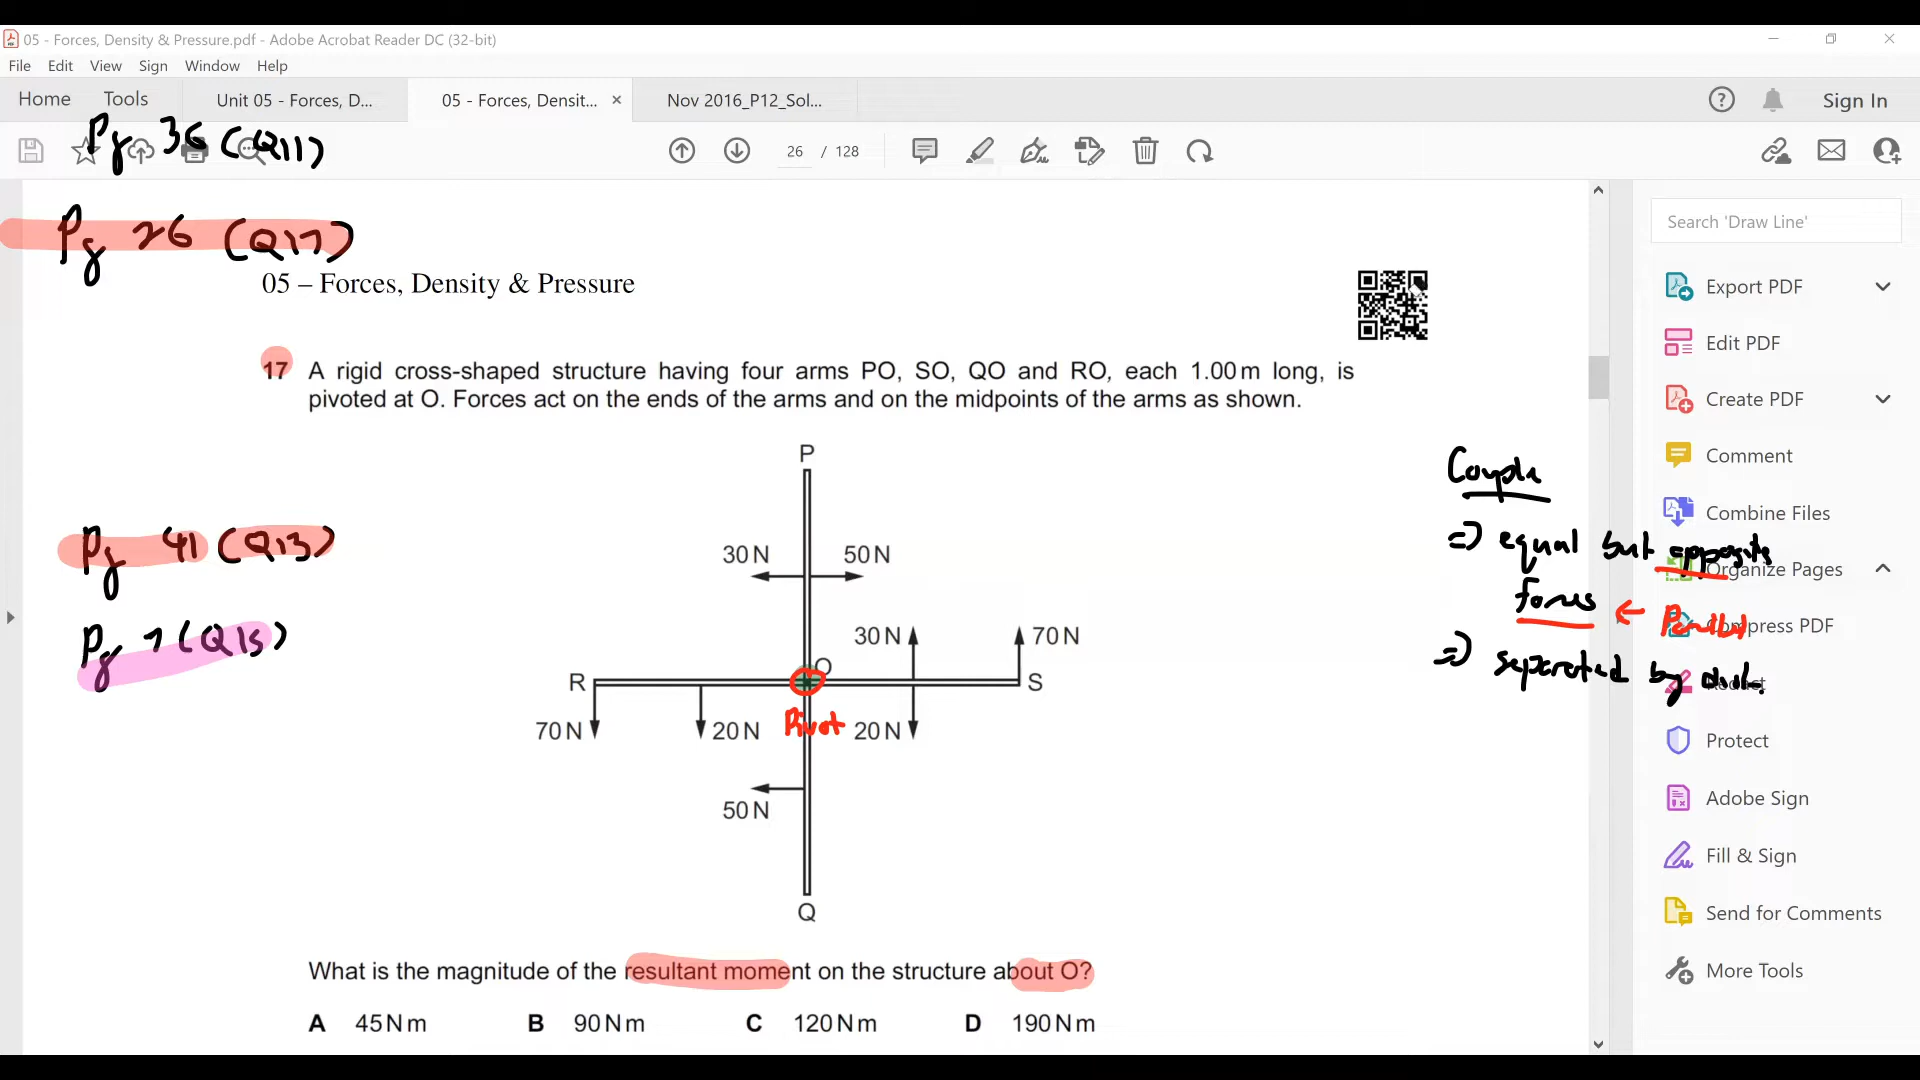 05 - Forces, Density & Pressure.pdf - Adobe Acrobat Reader DC (32-bit)
File Edit View Sign Window Help
Home Tools Unit 05 - Forces, D... 05 - Forces, Densit... × Nov 2016_P12_Sol... Sign In
Pg 36 (Q11)
26 / 128
Pg 26 (Q17)
Search 'Draw Line'
05 – Forces, Density & Pressure
Export PDF
Edit PDF
17 A rigid cross-shaped structure having four arms PO, SO, QO and RO, each 1.00 m long, is
pivoted at O. Forces act on the ends of the arms and on the midpoints of the arms as shown.
Create PDF
P
Comment
Couple
Combine Files
Pg 41 (Q13)
30 N 50 N
=> equal but opposite
Organize Pages
forces ← Parallel
Compress PDF
Pg 7 (Q15)
30 N 70 N
O
=> separated by
R S
Pivot
70 N 20 N 20 N
Protect
Adobe Sign
50 N
Fill & Sign
Q
Send for Comments
What is the magnitude of the resultant moment on the structure about O?
More Tools
A 45 N m B 90 N m C 120 N m D 190 N m